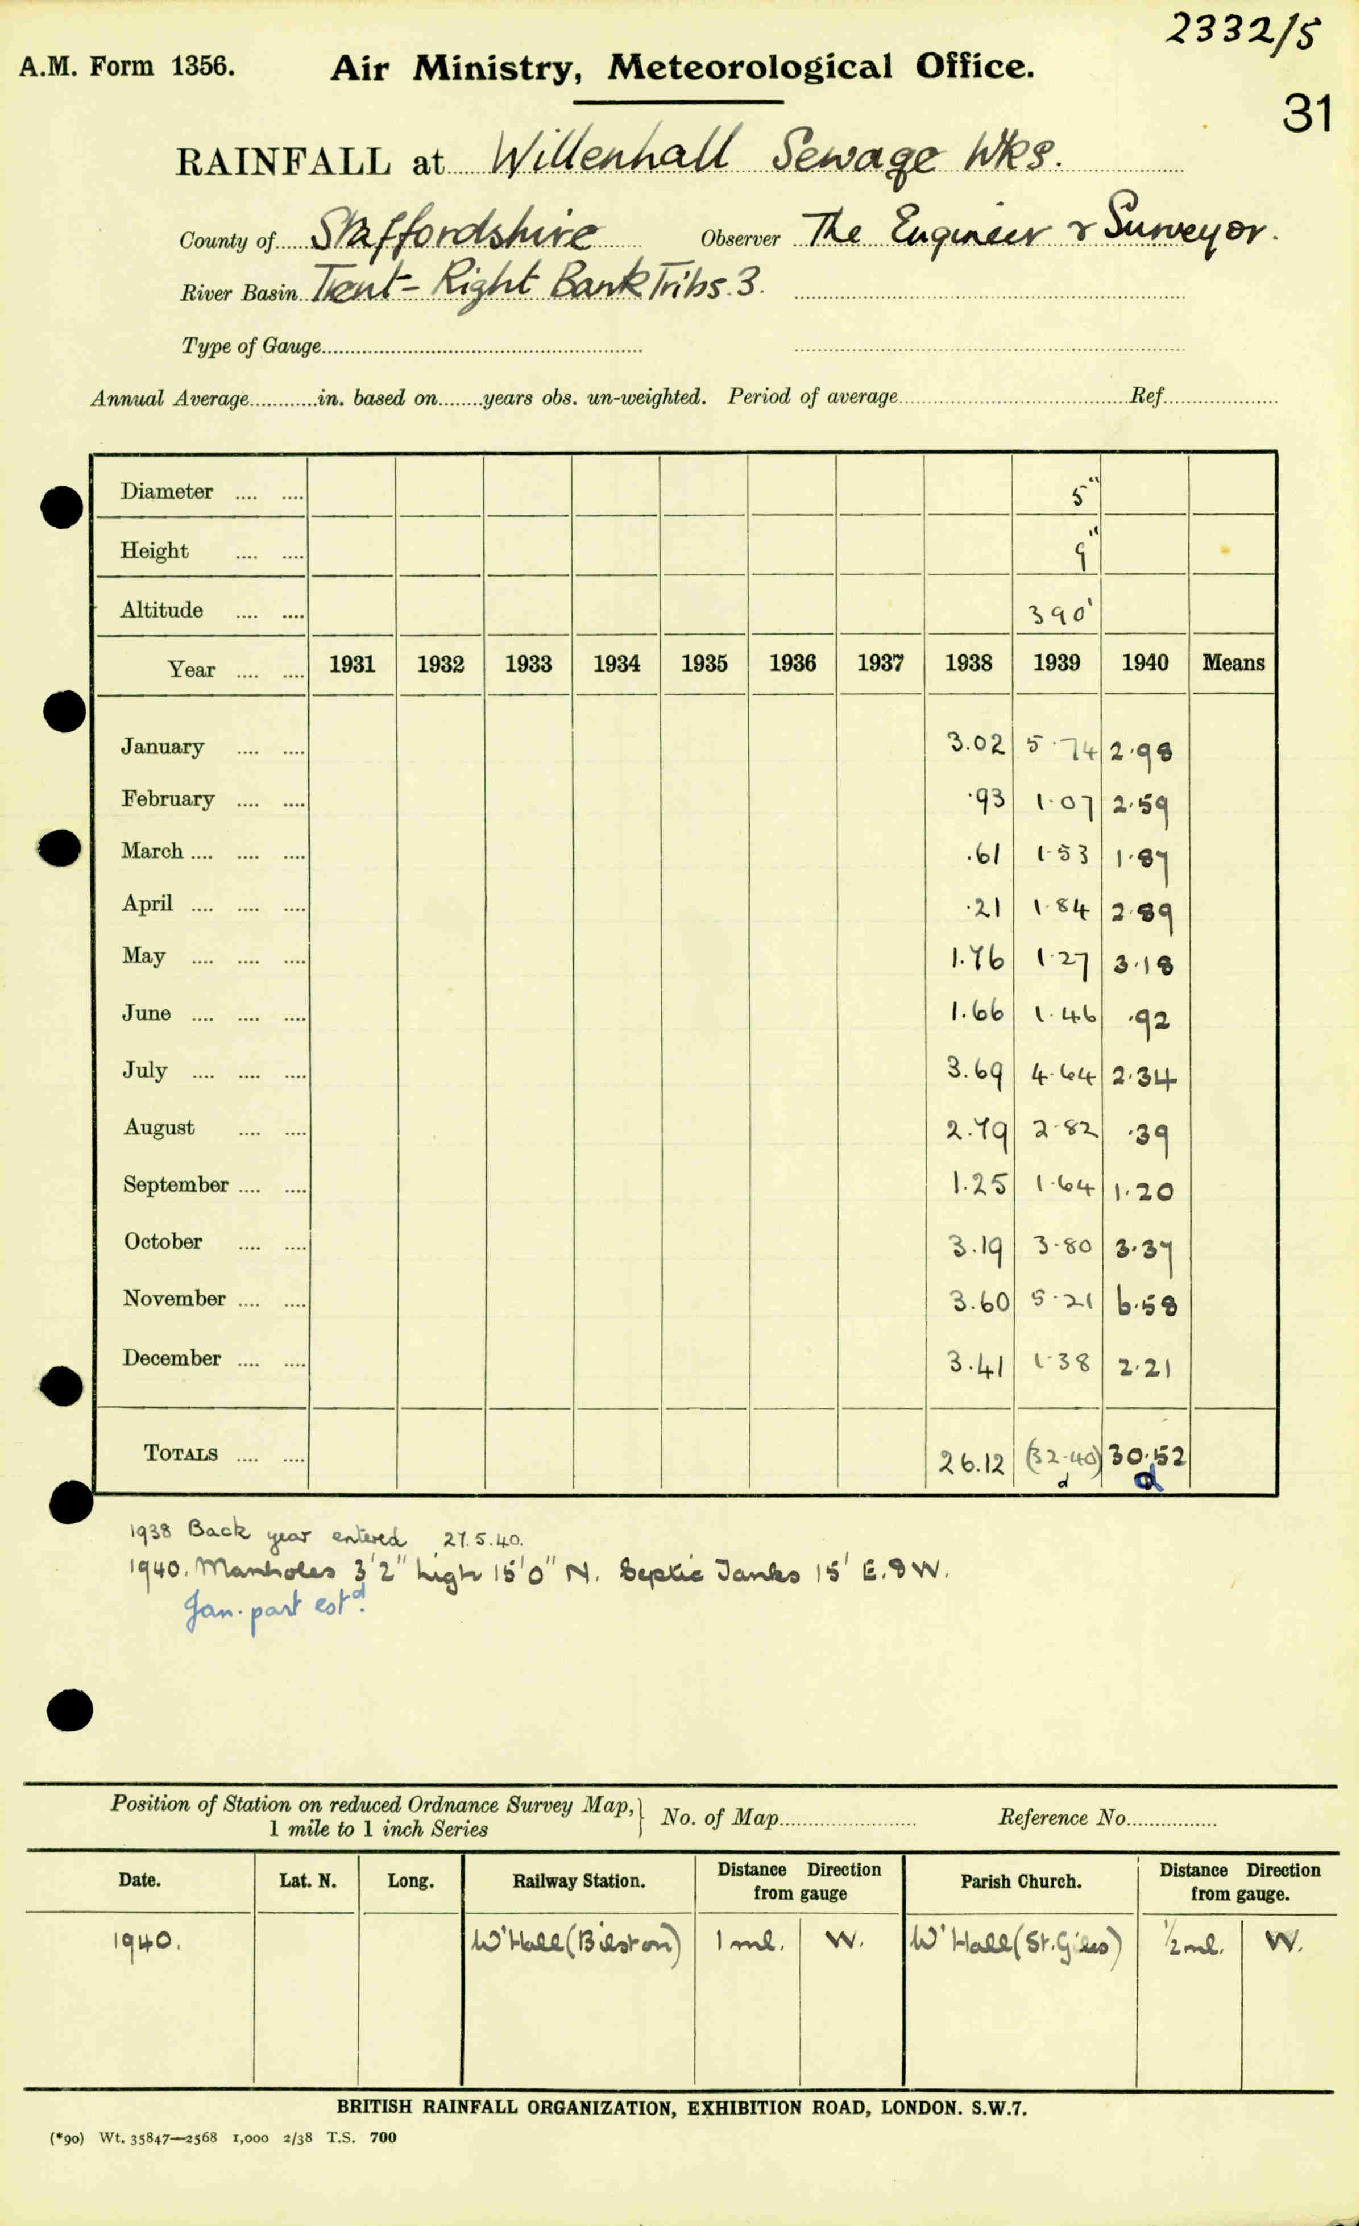 2332/5
A.M. Form 1356. Air Ministry, Meteorological Office.
31
RAINFALL at Willenhall Sewage Wks.
County of Staffordshire Observer The Engineer & Surveyor.
River Basin Trent - Right Bank Tribs. 3.
Type of Gauge
Annual Average in. based on years obs. un-weighted. Period of average Ref.
Diameter 5"
Height 9"
Altitude 390'
Year 1931 1932 1933 1934 1935 1936 1937 1938 1939 1940 Means
January 3.02 5.74 2.98
February .93 1.07 2.59
March .61 1.53 1.87
April .21 1.84 2.89
May 1.76 1.27 3.18
June 1.66 1.46 .92
July 3.69 4.64 2.34
August 2.79 2.82 .39
September 1.25 1.64 1.20
October 3.19 3.80 3.37
November 3.60 5.21 6.58
December 3.41 1.38 2.21
TOTALS 26.12 (32.40) 30.52
d d
1938 Back year entered 27.5.40.
1940. Manholes 3'2" high 15'0" N. Septic Tanks 15' E. & W.
Jan. part estd.
Position of Station on reduced Ordnance Survey Map, 1 mile to 1 inch Series No. of Map Reference No.
Date. Lat. N. Long. Railway Station. Distance Direction from gauge Parish Church. Distance Direction from gauge.
1940. W'Hall (Bilston) 1 ml. W. W'Hall (St. Giles) ½ ml. W.
BRITISH RAINFALL ORGANIZATION, EXHIBITION ROAD, LONDON. S.W.7.
(*90) Wt. 35847—2568 1,000 2/38 T.S. 700